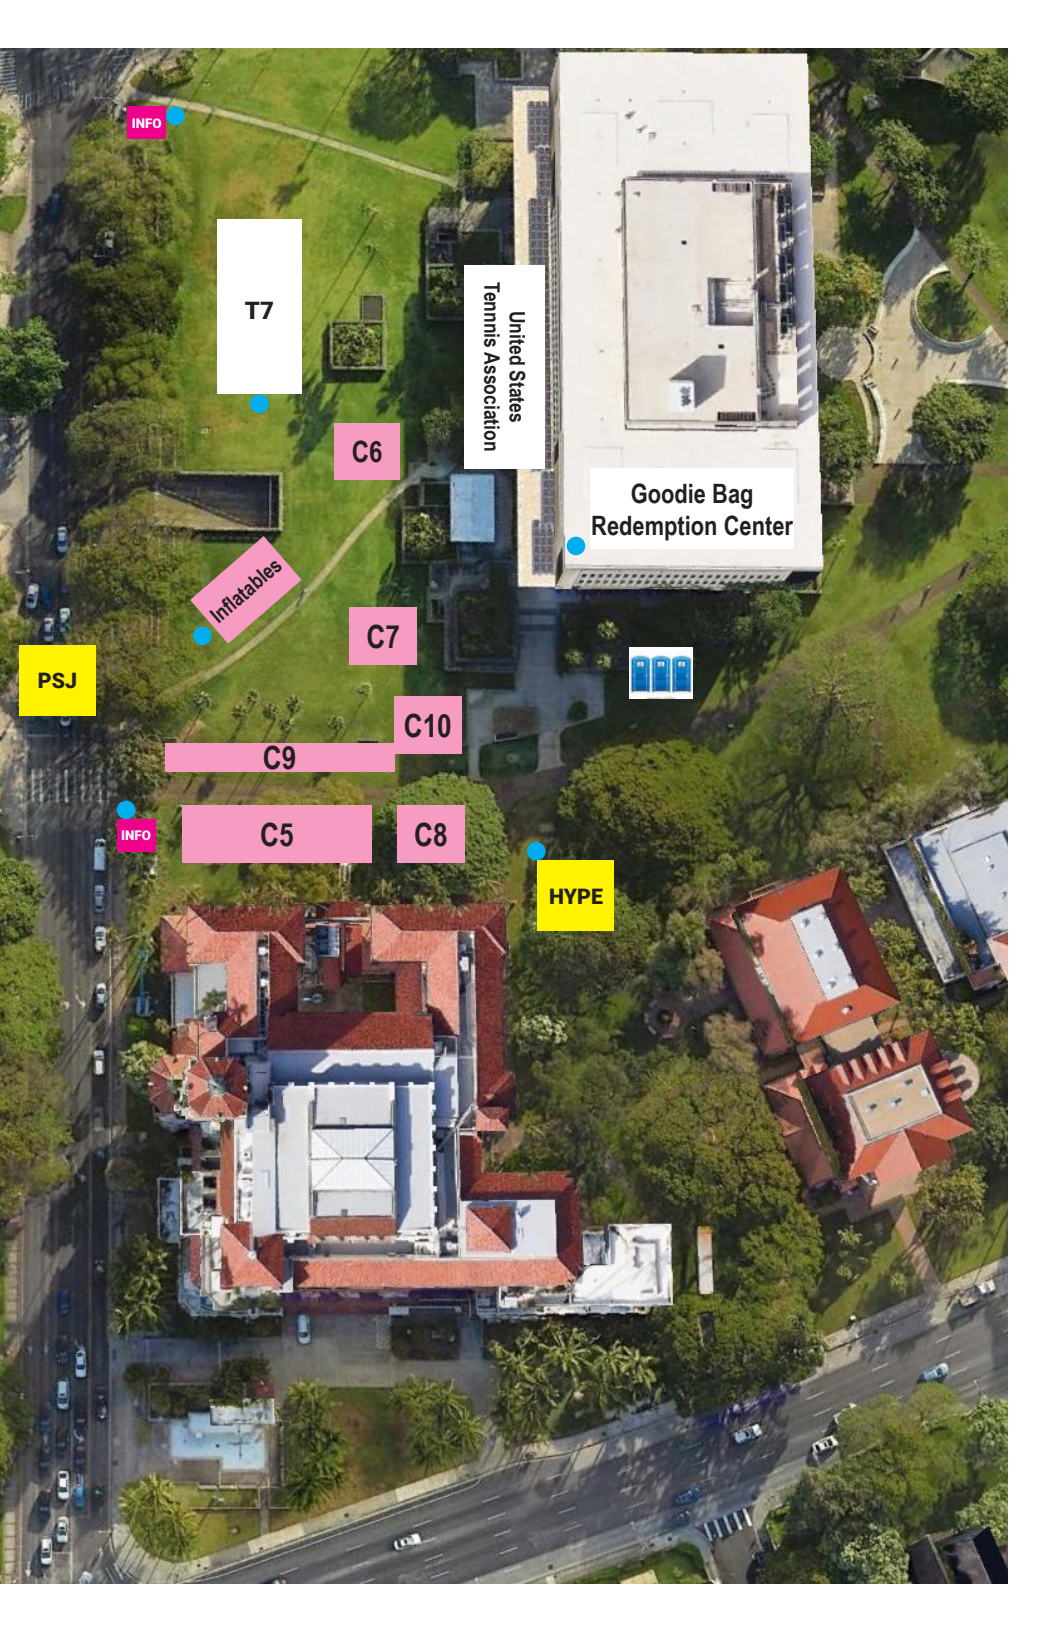 INFO
T7
United States
Tennnis Association
C6
Goodie Bag
Redemption Center
Inflatables
C7
PSJ
C10
C9
INFO
C5
C8
HYPE